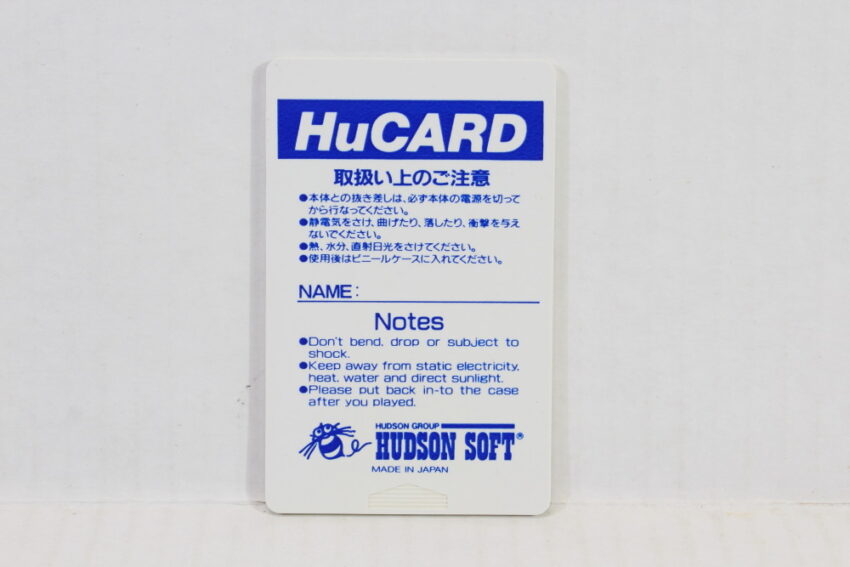 HuCARD
取扱い上のご注意
●本体との抜き差しは、必ず本体の電源を切って
から行なってください。
●静電気をさけ、曲げたり、落したり、衝撃を与え
ないでください。
●熱、水分、直射日光をさけてください。
●使用後はビニールケースに入れてください。
NAME:
Notes
●Don't bend, drop or subject to
shock.
●Keep away from static electricity,
heat, water and direct sunlight.
●Please put back in-to the case
after you played.
HUDSON GROUP
HUDSON SOFT®
MADE IN JAPAN